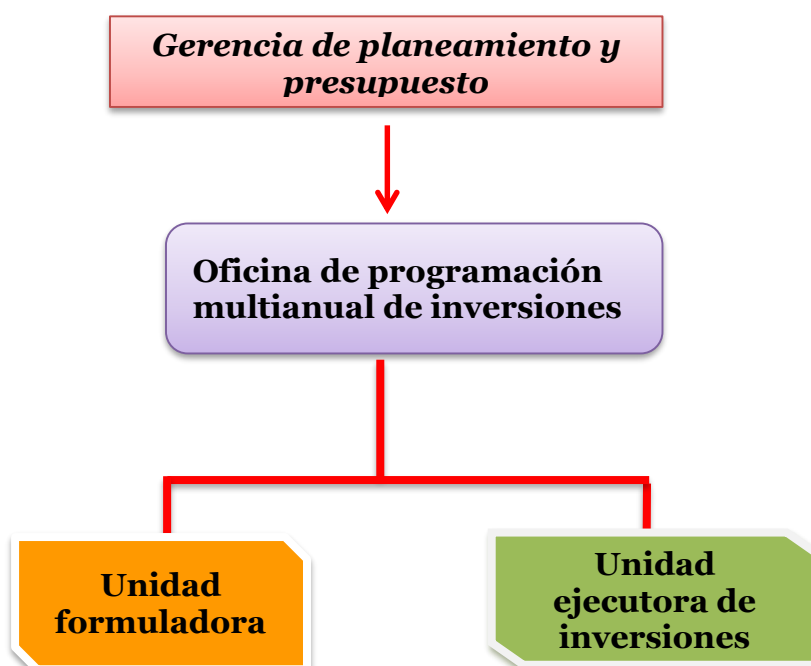 Gerencia de planeamiento y
presupuesto
Oficina de programación
multianual de inversiones
Unidad
formuladora
Unidad
ejecutora de
inversiones